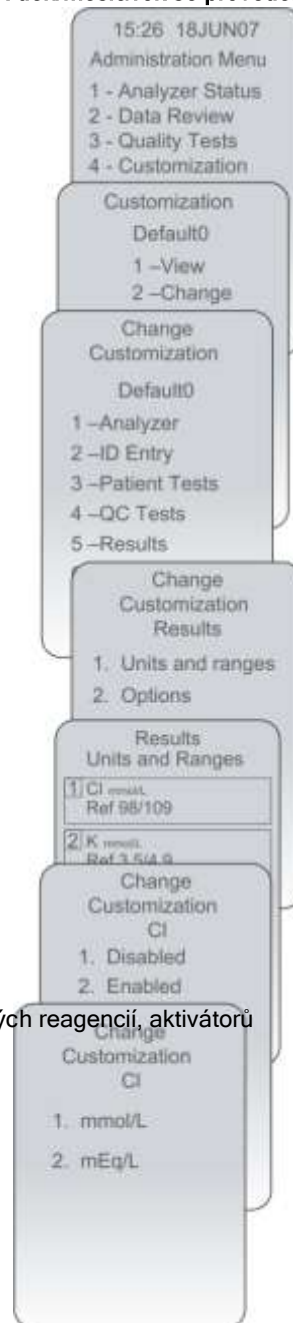 15:26 18JUN07
Administration Menu
1 - Analyzer Status
2 - Data Review
3 - Quality Tests
4 - Customization
Customization
Default0
1 –View
2 –Change
Change
Customization
Default0
1 –Analyzer
2 –ID Entry
3 –Patient Tests
4 –QC Tests
5 –Results
Change
Customization
Results
1. Units and ranges
2. Options
Results
Units and Ranges
1 Cl mmol/L
Ref 98/109
2 K mmol/L
Ref 3.5/4.9
Change
Customization
Cl
1. Disabled
2. Enabled
ých reagencií, aktivátorů
Change
Customization
Cl
1. mmol/L
2. mEq/L